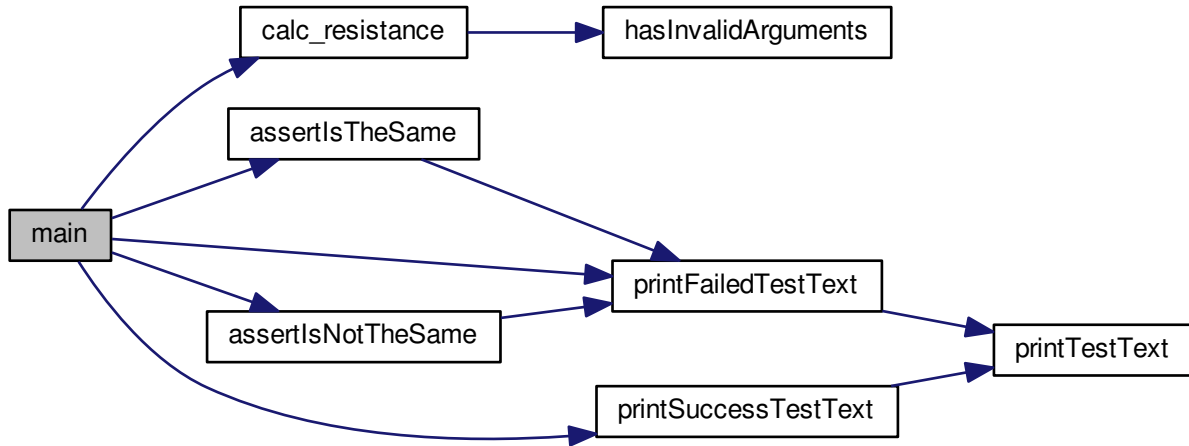 calc_resistance
hasInvalidArguments
assertIsTheSame
main
printFailedTestText
assertIsNotTheSame
printTestText
printSuccessTestText